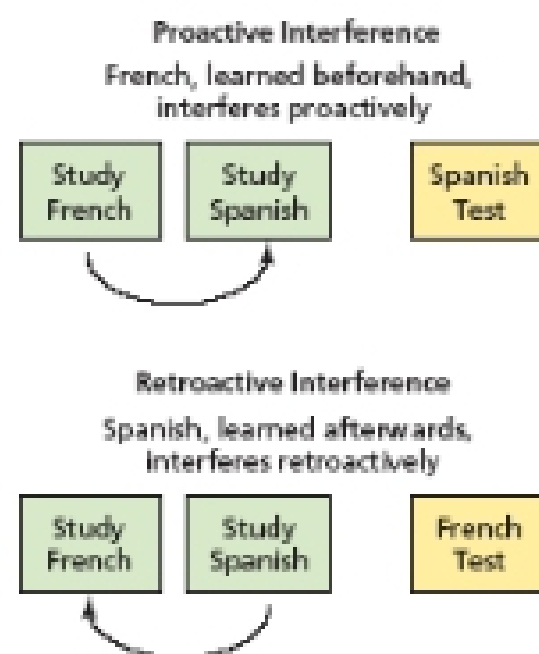 Proactive Interference
French, learned beforehand,
interferes proactively
Study
French
Study
Spanish
Spanish
Test
Retroactive Interference
Spanish, learned afterwards,
interferes retroactively
Study
French
Study
Spanish
French
Test